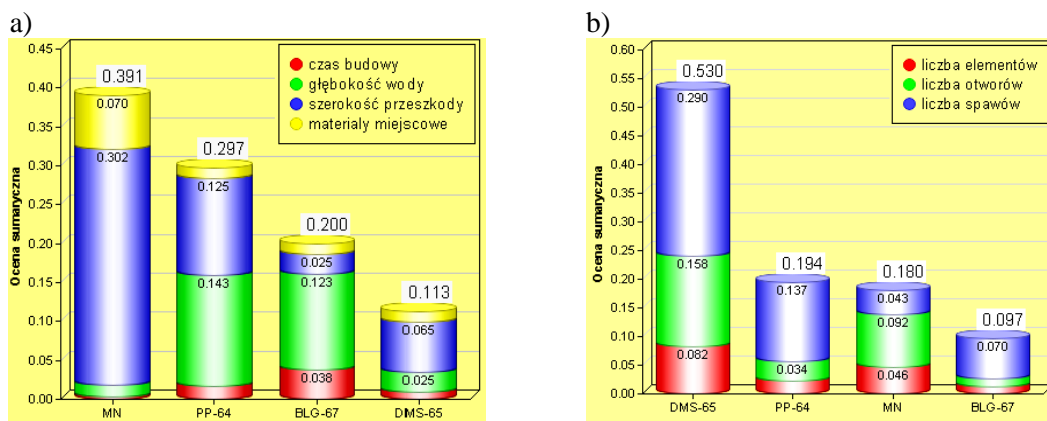 a)
0.45
0.40
0.35
0.30
0.25
0.20
0.15
0.10
0.05
0.00
Ocena sumaryczna
czas budowy
głębokość wody
szerokość przeszkody
materialy miejscowe
0.391
0.070
0.302
0.297
0.125
0.143
0.200
0.025
0.123
0.038
0.113
0.065
0.025
MN
PP-64
BLG-67
DMS-65
b)
0.60
0.55
0.50
0.45
0.40
0.35
0.30
0.25
0.20
0.15
0.10
0.05
0.00
Ocena sumaryczna
liczba elementów
liczba otworów
liczba spawów
0.530
0.290
0.158
0.082
0.194
0.137
0.034
0.180
0.043
0.092
0.046
0.097
0.070
DMS-65
PP-64
MN
BLG-67